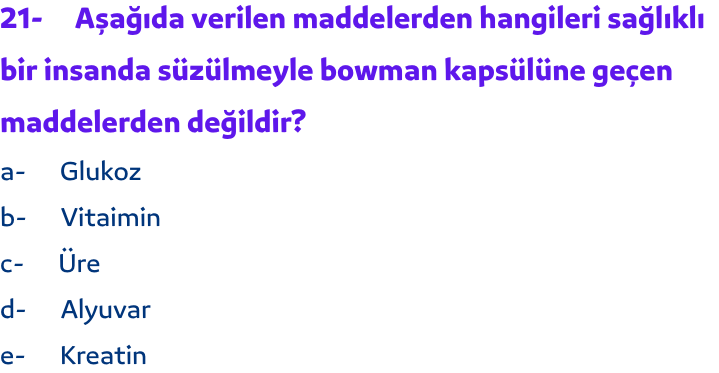 21- Aşağıda verilen maddelerden hangileri sağlıklı
bir insanda süzülmeyle bowman kapsülüne geçen
maddelerden değildir?
a- Glukoz
b- Vitaimin
c- Üre
d- Alyuvar
e- Kreatin